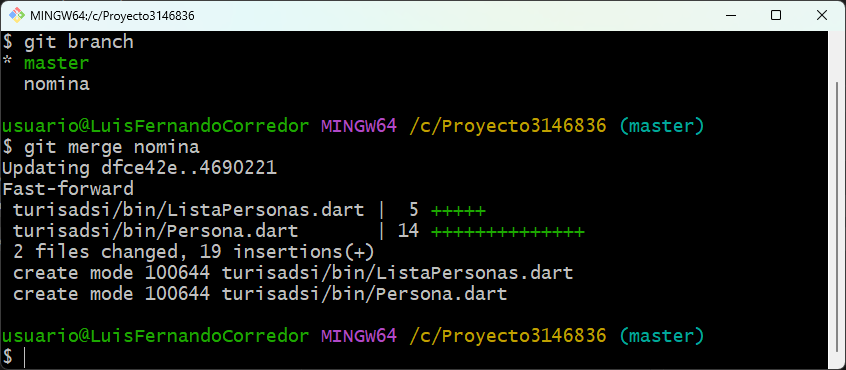 MINGW64:/c/Proyecto3146836
$ git branch
* master
  nomina
usuario@LuisFernandoCorredor MINGW64 /c/Proyecto3146836 (master)
$ git merge nomina
Updating dfce42e..4690221
Fast-forward
 turisadsi/bin/ListaPersonas.dart |  5 +++++
 turisadsi/bin/Persona.dart       | 14 ++++++++++++++
 2 files changed, 19 insertions(+)
 create mode 100644 turisadsi/bin/ListaPersonas.dart
 create mode 100644 turisadsi/bin/Persona.dart
usuario@LuisFernandoCorredor MINGW64 /c/Proyecto3146836 (master)
$